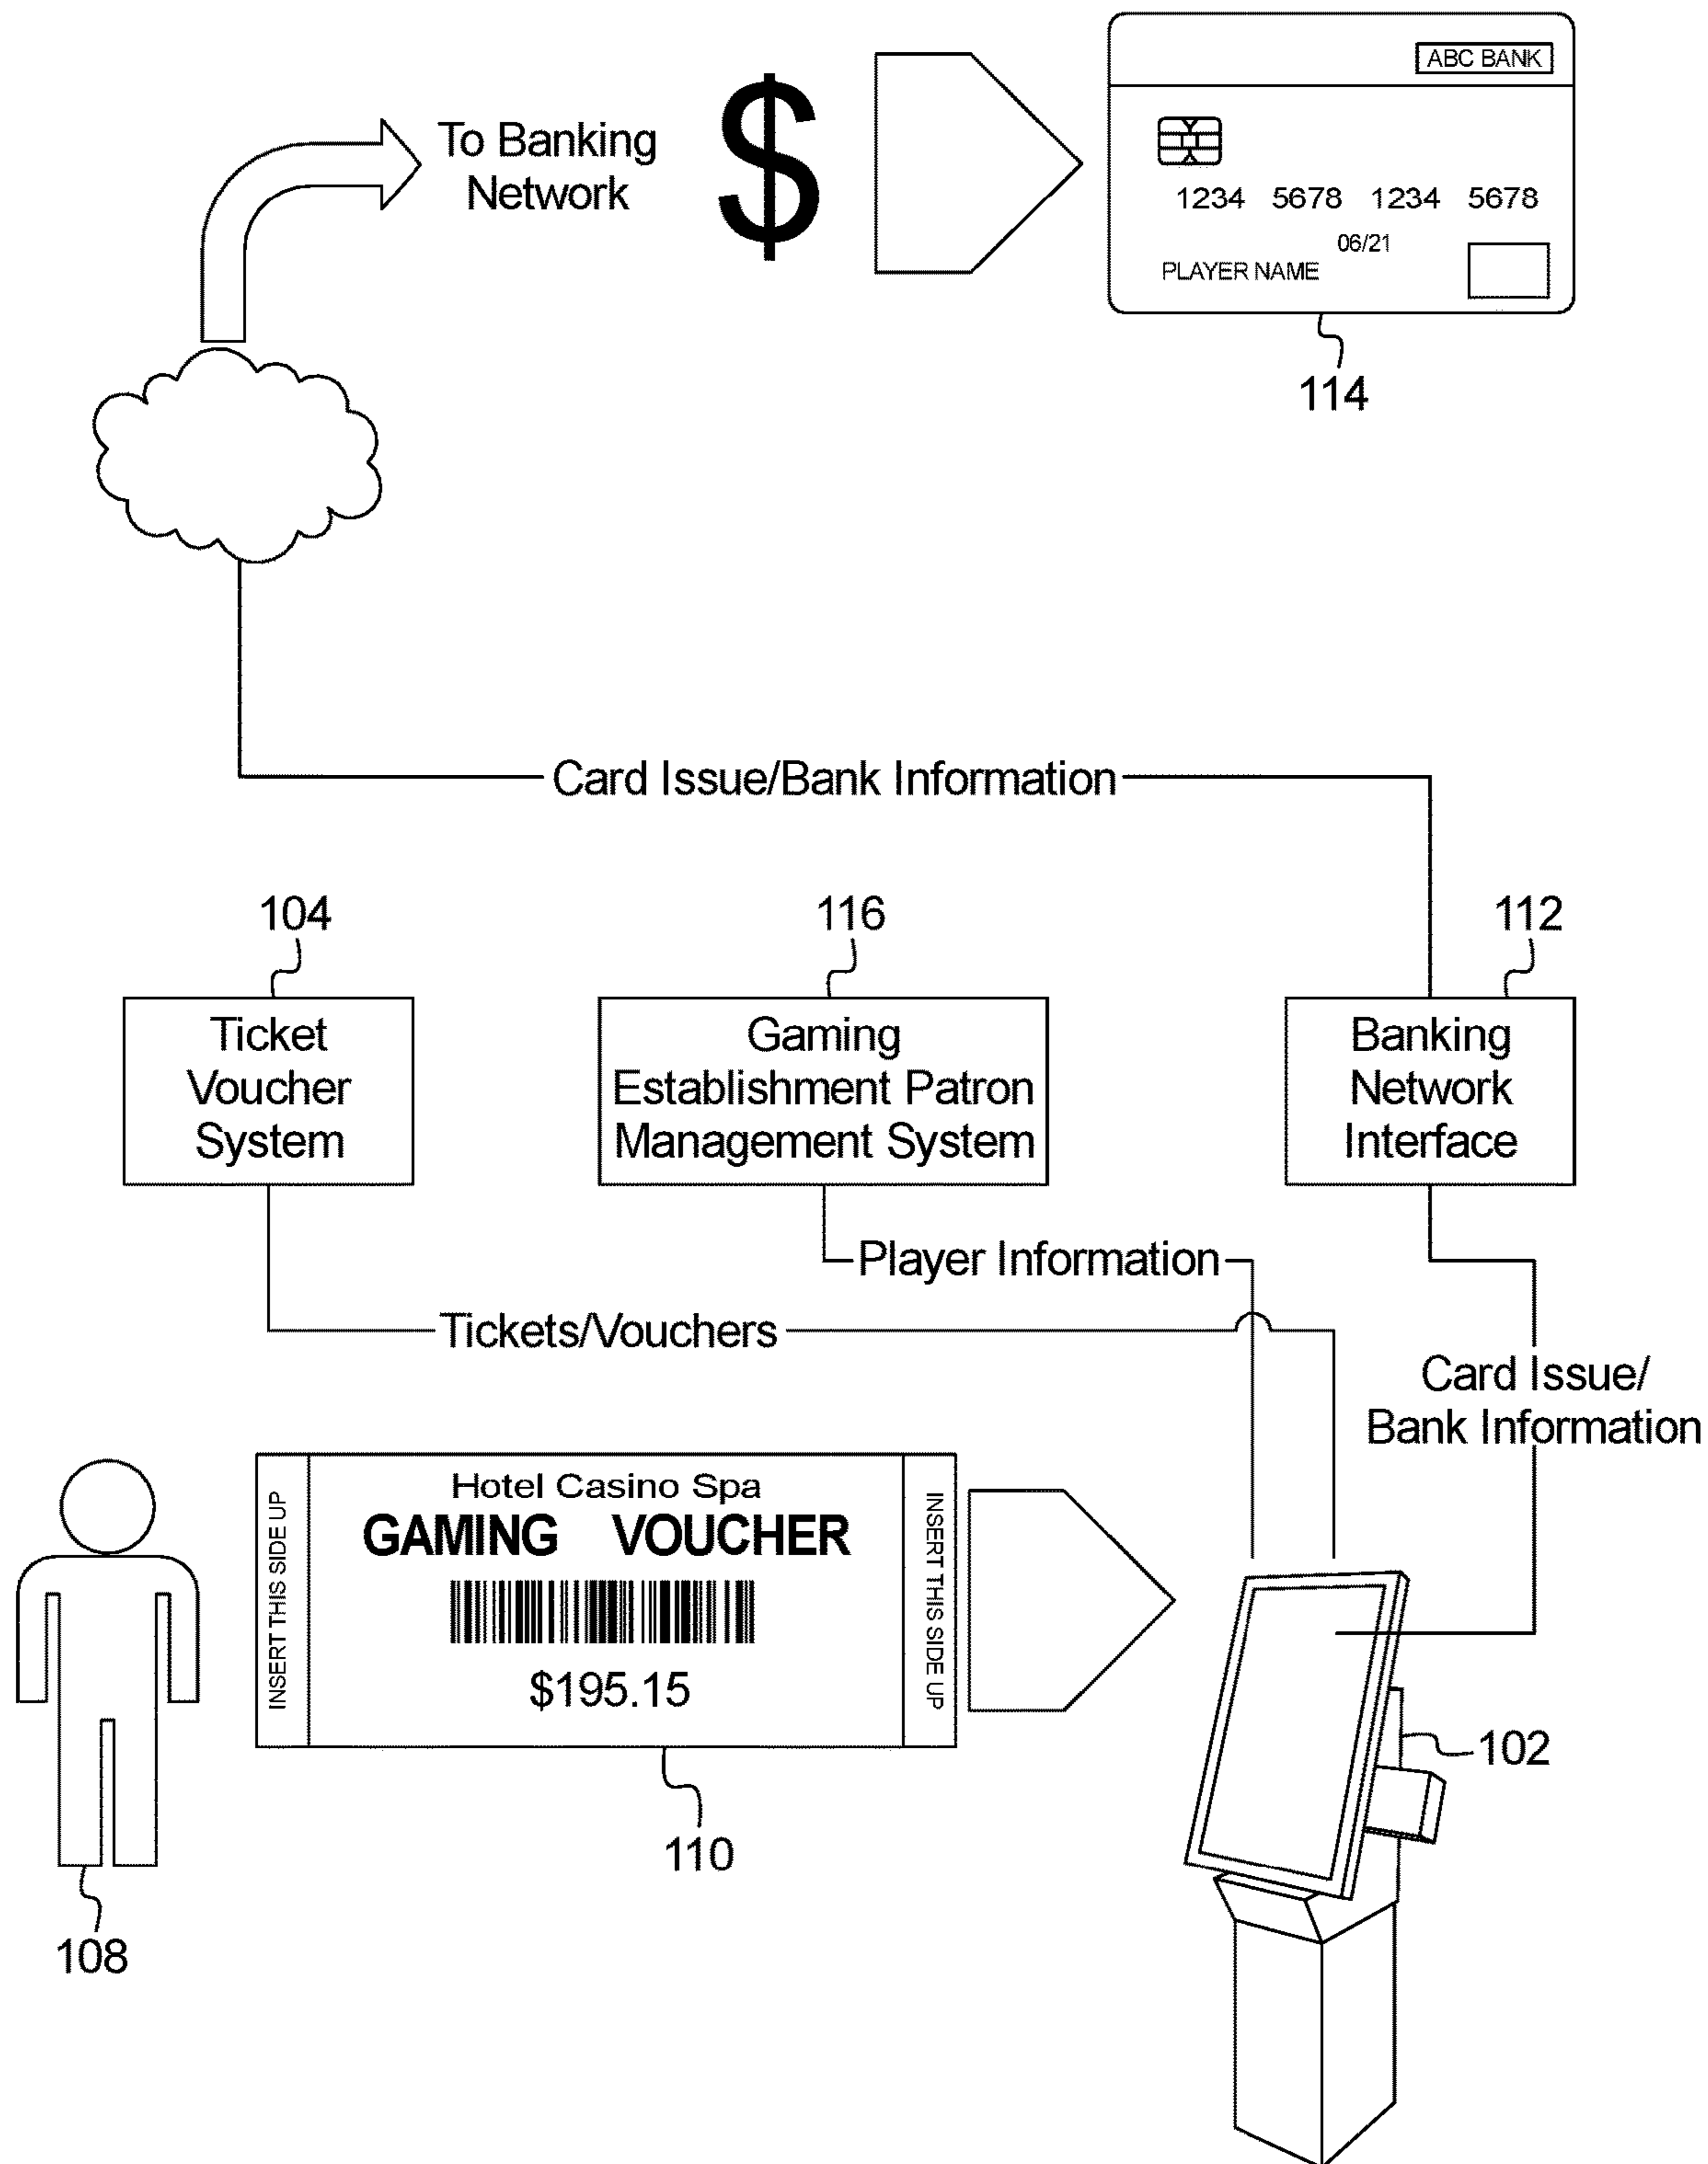 To Banking
Network
$
ABC BANK
1234 5678 1234 5678
06/21
PLAYER NAME
114
Card Issue/Bank Information
104
116
112
Ticket
Voucher
System
Gaming
Establishment Patron
Management System
Banking
Network
Interface
Player Information
Tickets/Vouchers
Card Issue/
Bank Information
INSERT THIS SIDE UP
Hotel Casino Spa
GAMING VOUCHER
$195.15
INSERT THIS SIDE UP
102
110
108